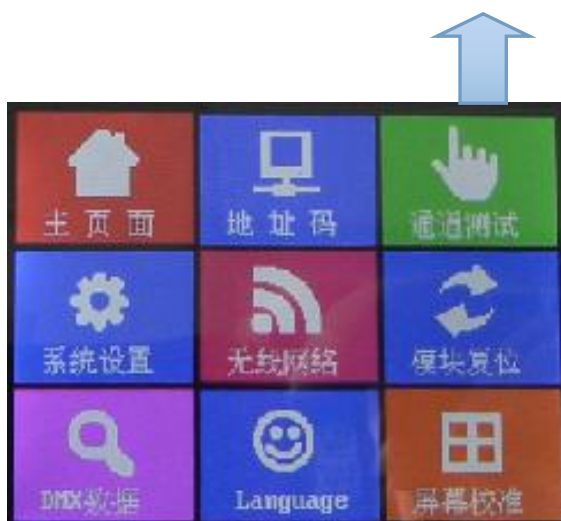 主页面
地址码
通道测试
系统设置
无线网络
模块复位
DMX数据
Language
屏幕校准